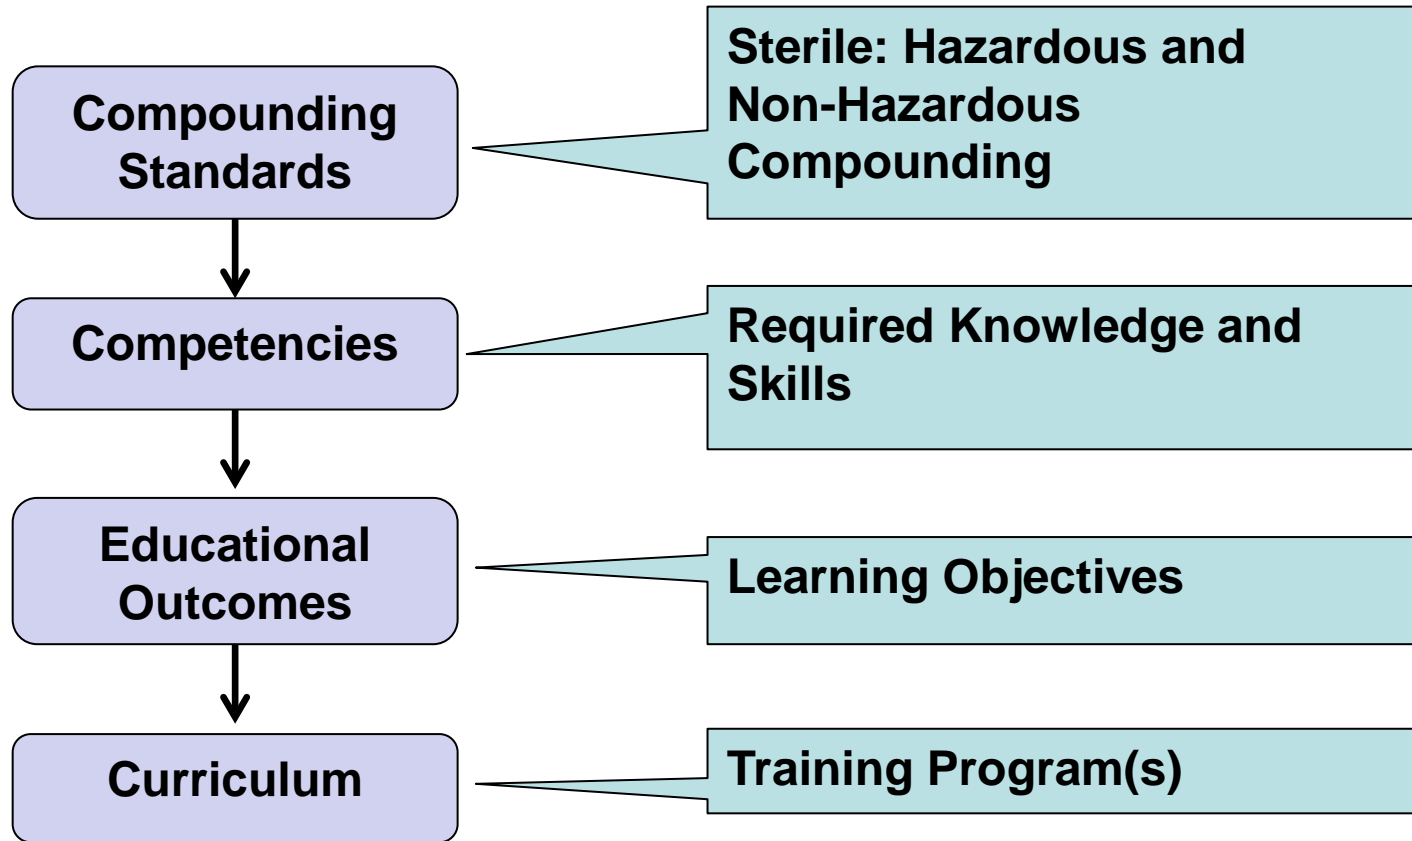 Compounding
Standards
Sterile: Hazardous and
Non-Hazardous
Compounding
Competencies
Required Knowledge and
Skills
Educational
Outcomes
Learning Objectives
Curriculum
Training Program(s)